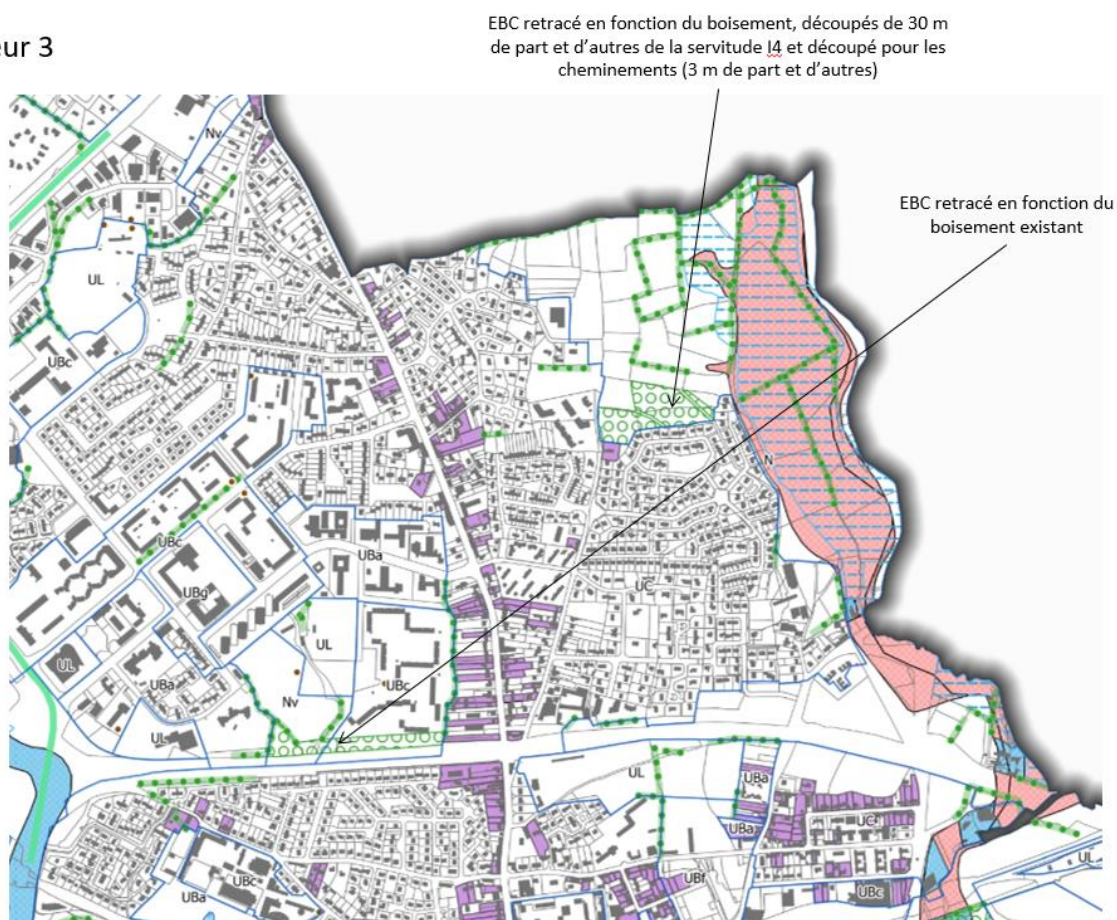 EBC retracé en fonction du boisement, découpés de 30 m
de part et d’autres de la servitude I4 et découpé pour les
cheminements (3 m de part et d’autres)
eur 3
EBC retracé en fonction du
boisement existant
Nv
UL
UBc
UBc
UBa
UBg
N
UC
UL
UL
UBa
UBc
Nv
UL
UL
UBa
UBa
UC
UBf
UBc
UL
UBc
UBa